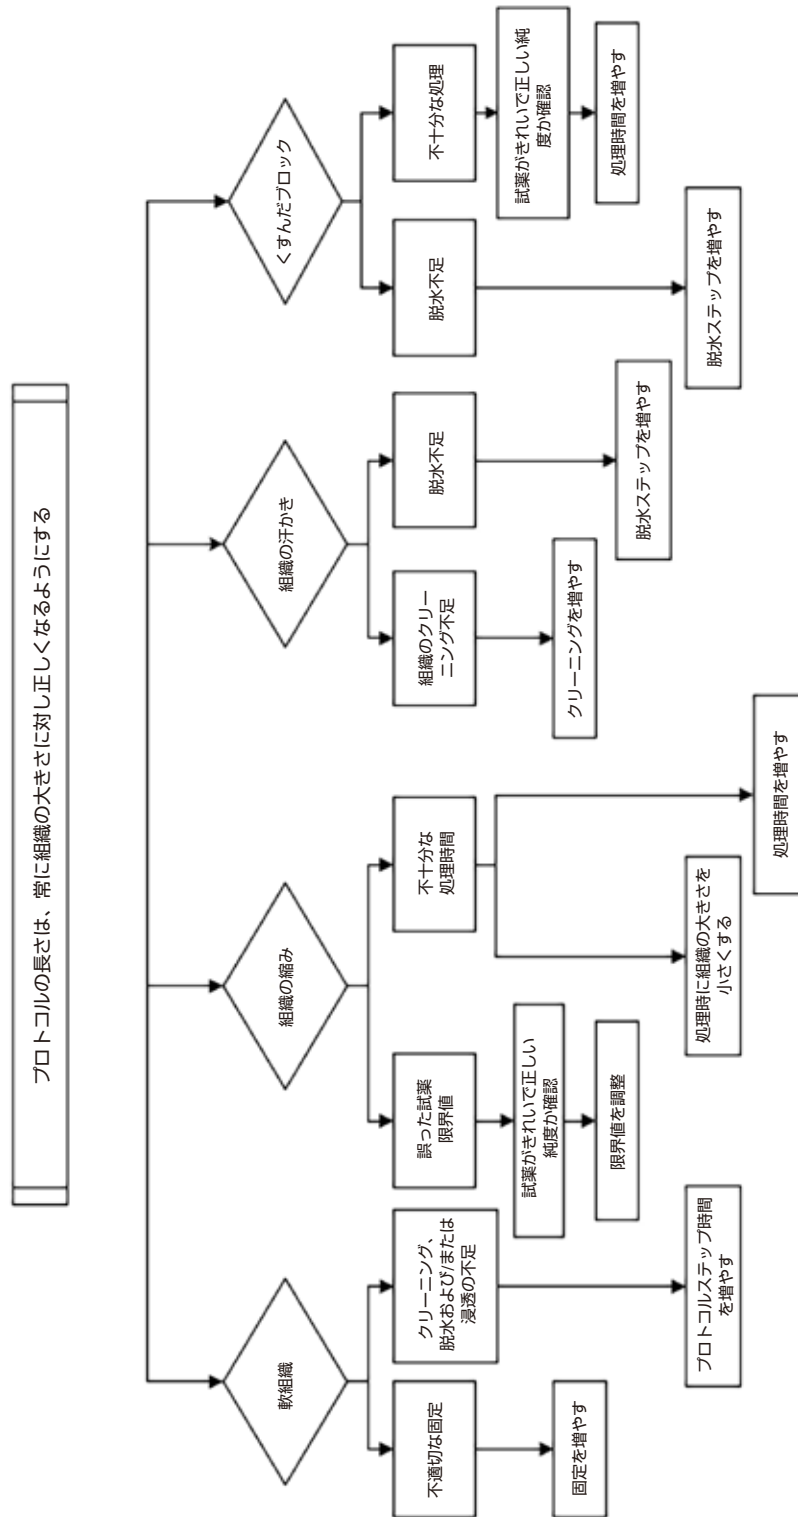 プロトコルの長さは、常に組織の大きさに対し正しくなるようにする
軟組織
組織の縮み
組織の汗かき
くすんだブロック
不適切な固定
クリーニング、
脱水および/または
浸透の不足
誤った試薬
限界値
不十分な
処理時間
組織のクリー
ニング不足
脱水不足
脱水不足
不十分な処理
固定を増やす
プロトコルステップ時間
を増やす
試薬がきれいで正しい
純度か確認
限界値を調整
処理時に組織の大きさを
小さくする
処理時間を増やす
クリーニングを増やす
脱水ステップを増やす
脱水ステップを増やす
試薬がきれいで正しい純
度か確認
処理時間を増やす